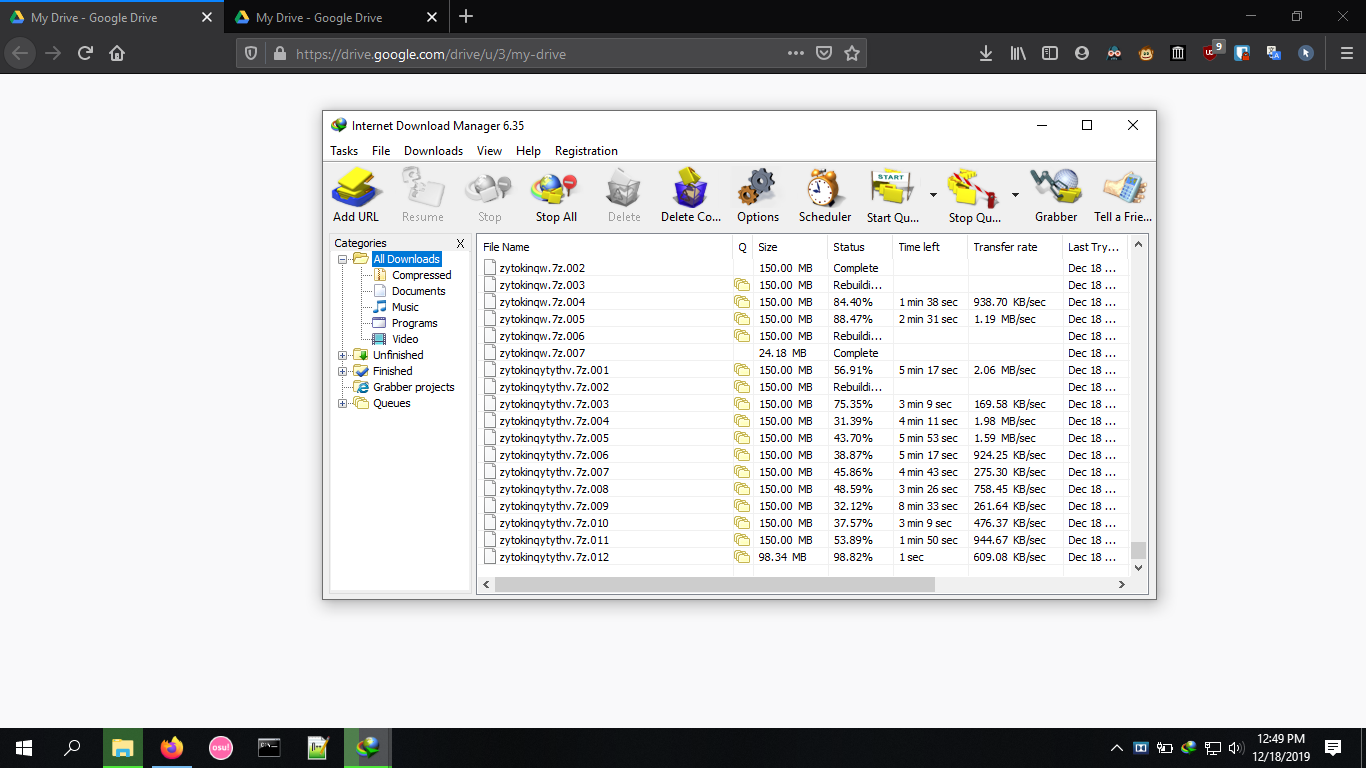 My Drive - Google Drive
My Drive - Google Drive
https://drive.google.com/drive/u/3/my-drive
9
Internet Download Manager 6.35
Tasks File Downloads View Help Registration
START
Add URL Resume Stop Stop All Delete Delete Co... Options Scheduler Start Qu... Stop Qu... Grabber Tell a Frie...
Categories X
All Downloads
Compressed
Documents
Music
Programs
Video
Unfinished
Finished
Grabber projects
Queues
File Name Q Size Status Time left Transfer rate Last Try...
zytokinqw.7z.002 150.00 MB Complete Dec 18 ...
zytokinqw.7z.003 150.00 MB Rebuildi... Dec 18 ...
zytokinqw.7z.004 150.00 MB 84.40% 1 min 38 sec 938.70 KB/sec Dec 18 ...
zytokinqw.7z.005 150.00 MB 88.47% 2 min 31 sec 1.19 MB/sec Dec 18 ...
zytokinqw.7z.006 150.00 MB Rebuildi... Dec 18 ...
zytokinqw.7z.007 24.18 MB Complete Dec 18 ...
zytokinqytythv.7z.001 150.00 MB 56.91% 5 min 17 sec 2.06 MB/sec Dec 18 ...
zytokinqytythv.7z.002 150.00 MB Rebuildi... Dec 18 ...
zytokinqytythv.7z.003 150.00 MB 75.35% 3 min 9 sec 169.58 KB/sec Dec 18 ...
zytokinqytythv.7z.004 150.00 MB 31.39% 4 min 11 sec 1.98 MB/sec Dec 18 ...
zytokinqytythv.7z.005 150.00 MB 43.70% 5 min 53 sec 1.59 MB/sec Dec 18 ...
zytokinqytythv.7z.006 150.00 MB 38.87% 5 min 17 sec 924.25 KB/sec Dec 18 ...
zytokinqytythv.7z.007 150.00 MB 45.86% 4 min 43 sec 275.30 KB/sec Dec 18 ...
zytokinqytythv.7z.008 150.00 MB 48.59% 3 min 26 sec 758.45 KB/sec Dec 18 ...
zytokinqytythv.7z.009 150.00 MB 32.12% 8 min 33 sec 261.64 KB/sec Dec 18 ...
zytokinqytythv.7z.010 150.00 MB 37.57% 3 min 9 sec 476.37 KB/sec Dec 18 ...
zytokinqytythv.7z.011 150.00 MB 53.89% 1 min 50 sec 944.67 KB/sec Dec 18 ...
zytokinqytythv.7z.012 98.34 MB 98.82% 1 sec 609.08 KB/sec Dec 18 ...
osu!
12:49 PM
12/18/2019